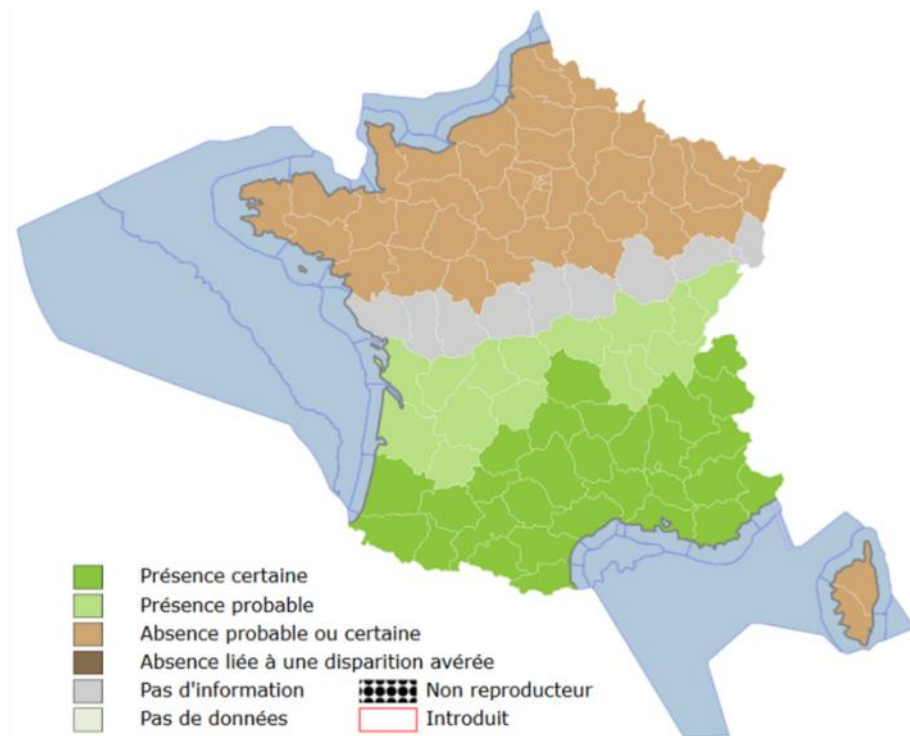 Présence certaine
Présence probable
Absence probable ou certaine
Absence liée à une disparition avérée
Pas d'information
Non reproducteur
Pas de données
Introduit